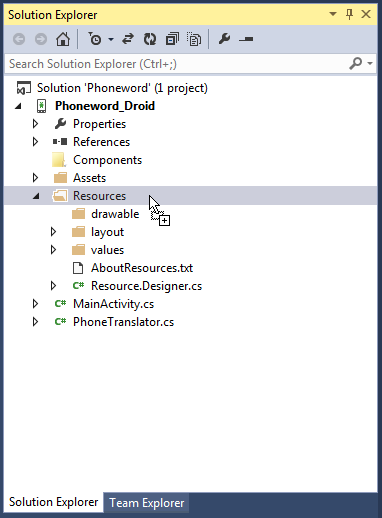 Solution Explorer
Search Solution Explorer (Ctrl+;)
Solution 'Phoneword' (1 project)
Phoneword_Droid
Properties
References
Components
Assets
Resources
drawable
layout
values
AboutResources.txt
C# Resource.Designer.cs
C# MainActivity.cs
C# PhoneTranslator.cs
Solution Explorer Team Explorer